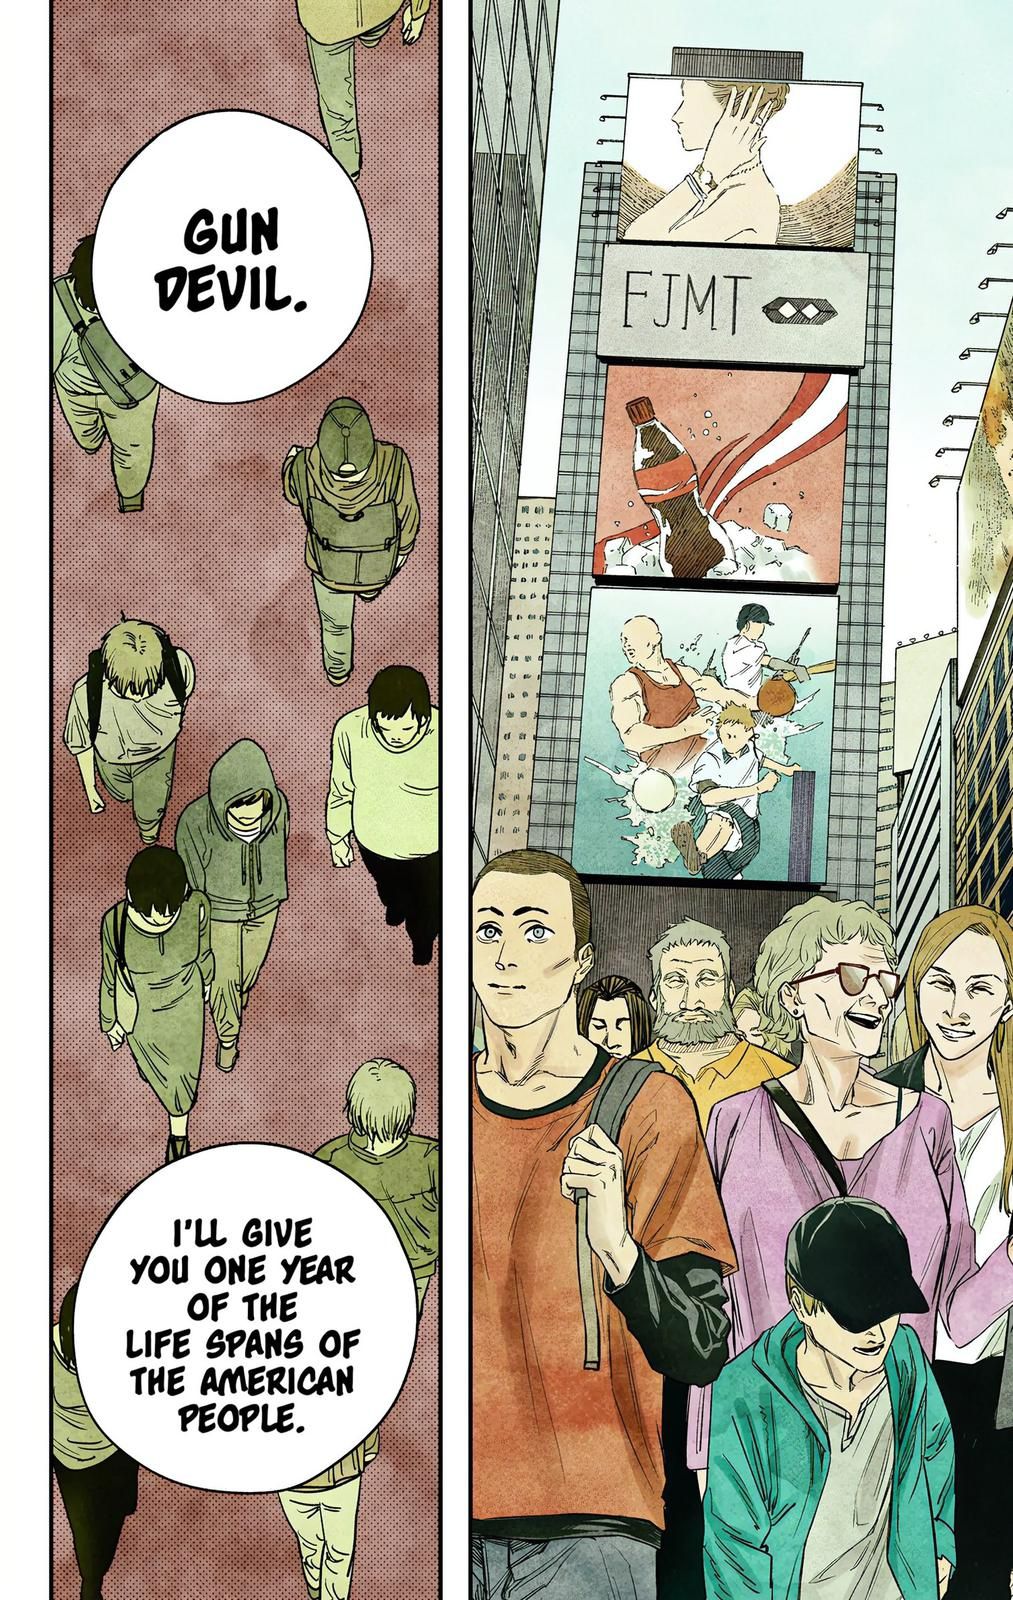 GUN
DEVIL.
I'LL GIVE
YOU ONE YEAR
OF THE
LIFE SPANS OF
THE AMERICAN
PEOPLE.
FJMT